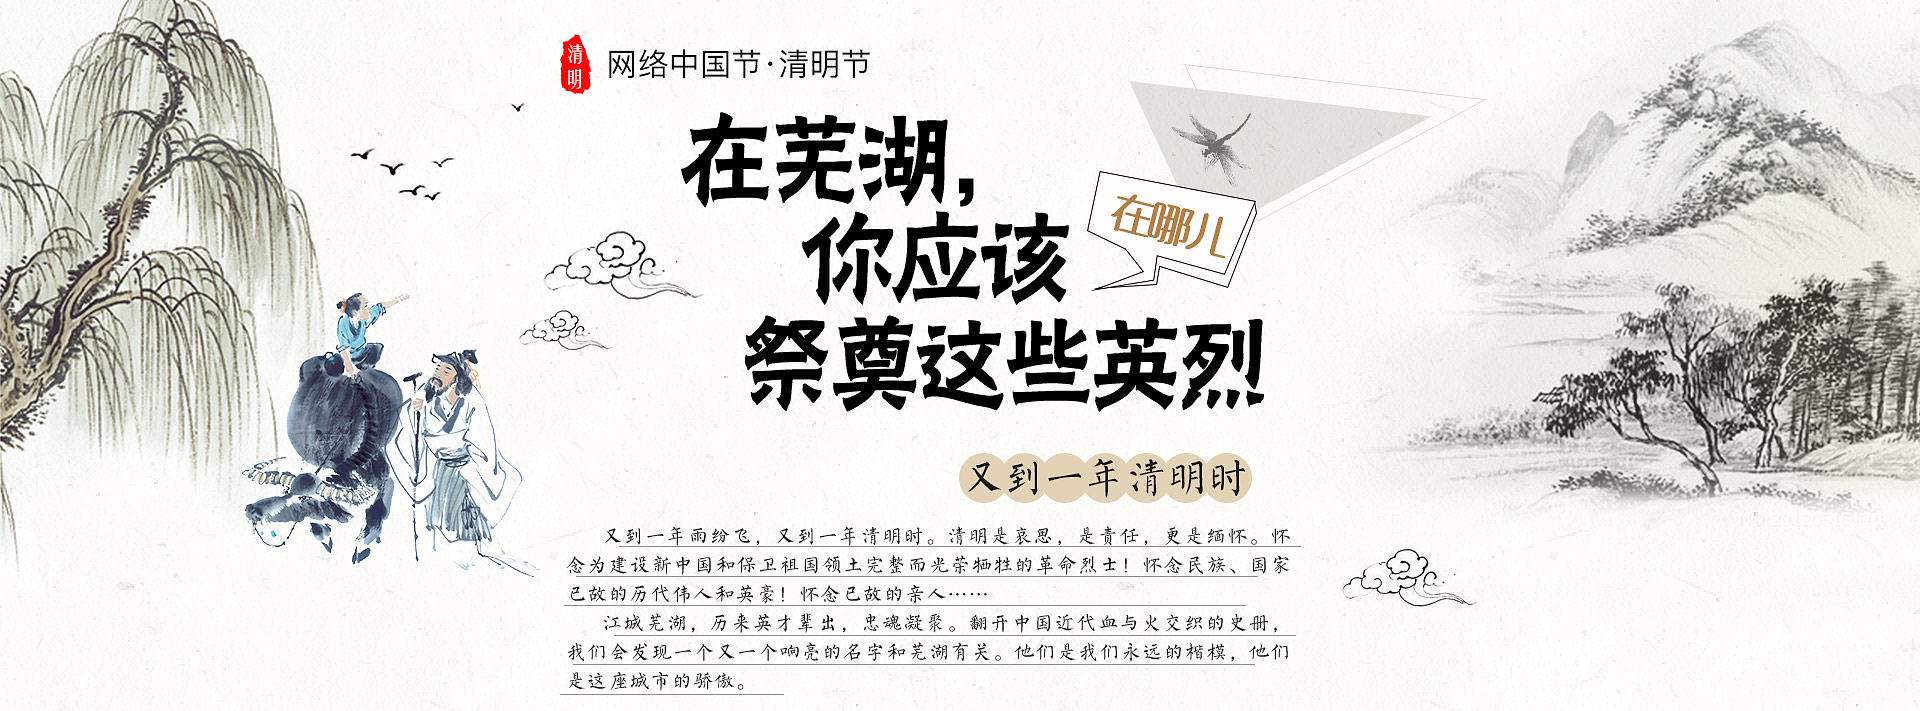 清明
网络中国节·清明节
在芜湖,
你应该
在哪儿
祭奠这些英烈
又到一年清明时
又到一年雨纷飞，又到一年清明时。清明是哀思，是责任，更是缅怀。怀
念为建设新中国和保卫祖国领土完整而光荣牺牲的革命烈士！怀念民族、国家
已故的历代伟人和英豪！怀念已故的亲人……
江城芜湖，历来英才辈出，忠魂凝聚。翻开中国近代血与火交织的史册，
我们会发现一个又一个响亮的名字和芜湖有关。他们是我们永远的楷模，他们
是这座城市的骄傲。